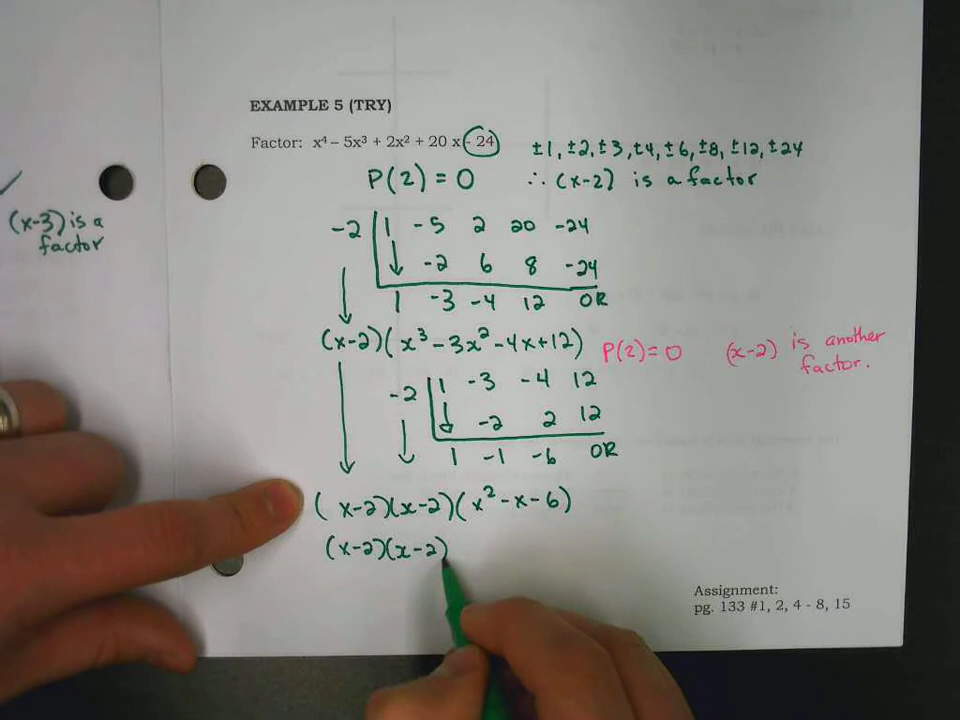 EXAMPLE 5 (TRY)
Factor: x⁴ – 5x³ + 2x² + 20 x - 24
±1, ±2, ±3, ±4, ±6, ±8, ±12, ±24
P(2) = 0 ∴ (x-2) is a factor
(x-3) is a
factor
-2 | 1 -5 2 20 -24
↓ -2 6 8 -24
1 -3 -4 12 OR
(x-2)(x³-3x²-4x+12) P(2)=0 (x-2) is another
factor.
-2 | 1 -3 -4 12
↓ -2 2 12
1 -1 -6 OR
(x-2)(x-2)(x²-x-6)
(x-2)(x-2)
Assignment:
pg. 133 #1, 2, 4 - 8, 15